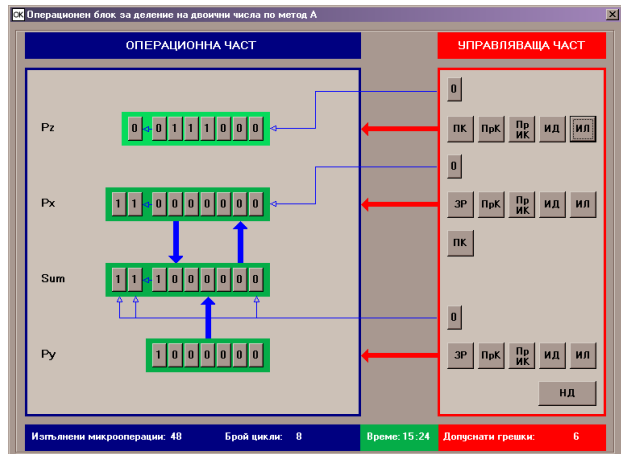 OK Операционен блок за деление на двоични числа по метод А
ОПЕРАЦИОННА ЧАСТ УПРАВЛЯВАЩА ЧАСТ
0
Pz 0 0 1 1 1 0 0 0 ПК ПрК Пр ИК ИД ИЛ
0
Px 1 1 0 0 0 0 0 0 0 ЗР ПрК Пр ИК ИД ИЛ
ПК
Sum 1 1 1 0 0 0 0 0 0
0
Py 1 0 0 0 0 0 0 ЗР ПрК Пр ИК ИД ИЛ
НД
Изпълнени микрооперации: 48 Брой цикли: 8 Време: 15:24 Допуснати грешки: 6